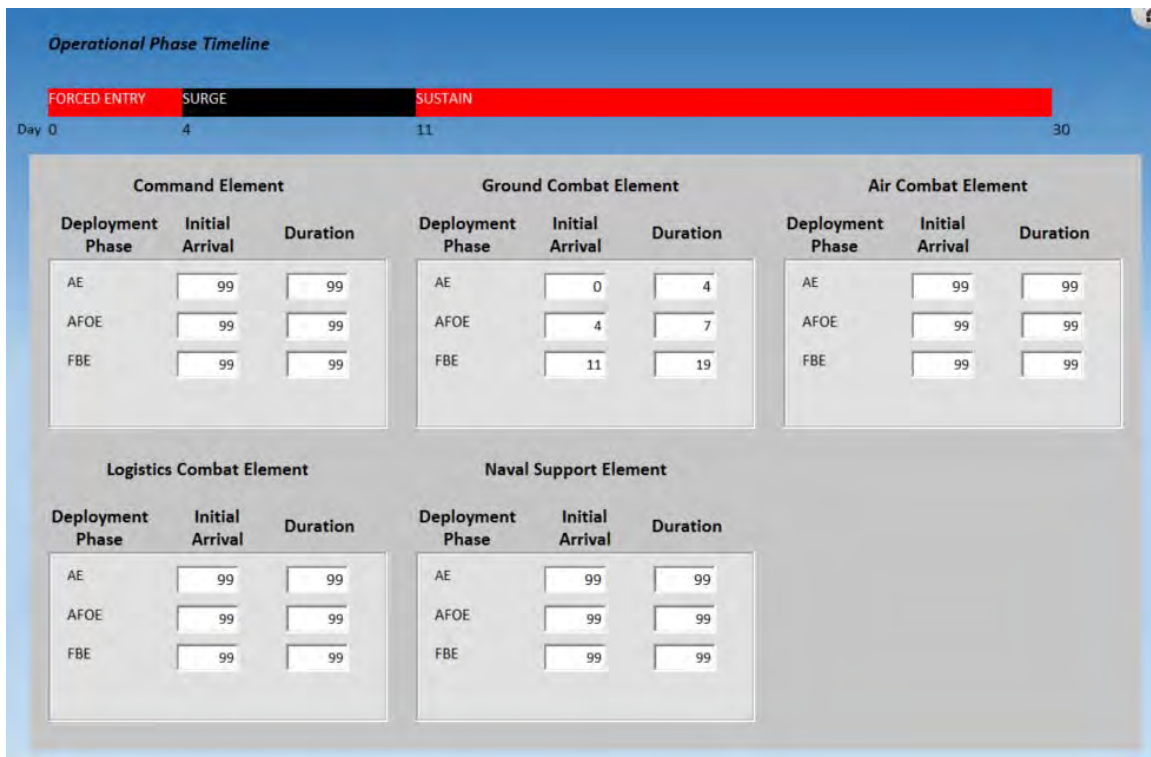 ?
Operational Phase Timeline
FORCED ENTRY SURGE SUSTAIN
Day 0 4 11 30
Command Element Ground Combat Element Air Combat Element
Deployment Phase Initial Arrival Duration Deployment Phase Initial Arrival Duration Deployment Phase Initial Arrival Duration
AE 99 99 AE 0 4 AE 99 99
AFOE 99 99 AFOE 4 7 AFOE 99 99
FBE 99 99 FBE 11 19 FBE 99 99
Logistics Combat Element Naval Support Element
Deployment Phase Initial Arrival Duration Deployment Phase Initial Arrival Duration
AE 99 99 AE 99 99
AFOE 99 99 AFOE 99 99
FBE 99 99 FBE 99 99